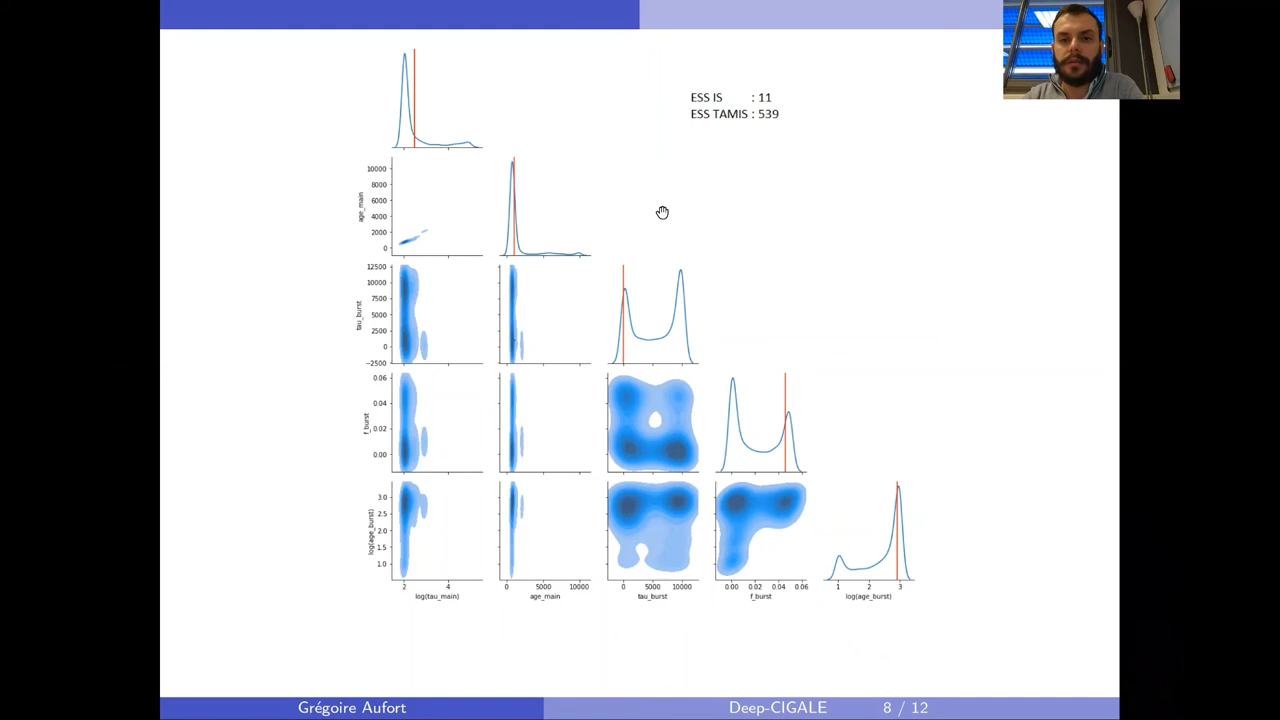 ESS IS : 11
ESS TAMIS : 539
10000
8000
6000
4000
2000
0
age_main
12500
10000
7500
5000
2500
0
−2500
tau_burst
0.06
0.04
0.02
0.00
f_burst
3.0
2.5
2.0
1.5
1.0
log(age_burst)
2 4
0 5000 10000
0 5000 10000
0.00 0.02 0.04 0.06
1 2 3
log(tau_main)
age_main
tau_burst
f_burst
log(age_burst)
Grégoire Aufort
Deep-CIGALE
8 / 12